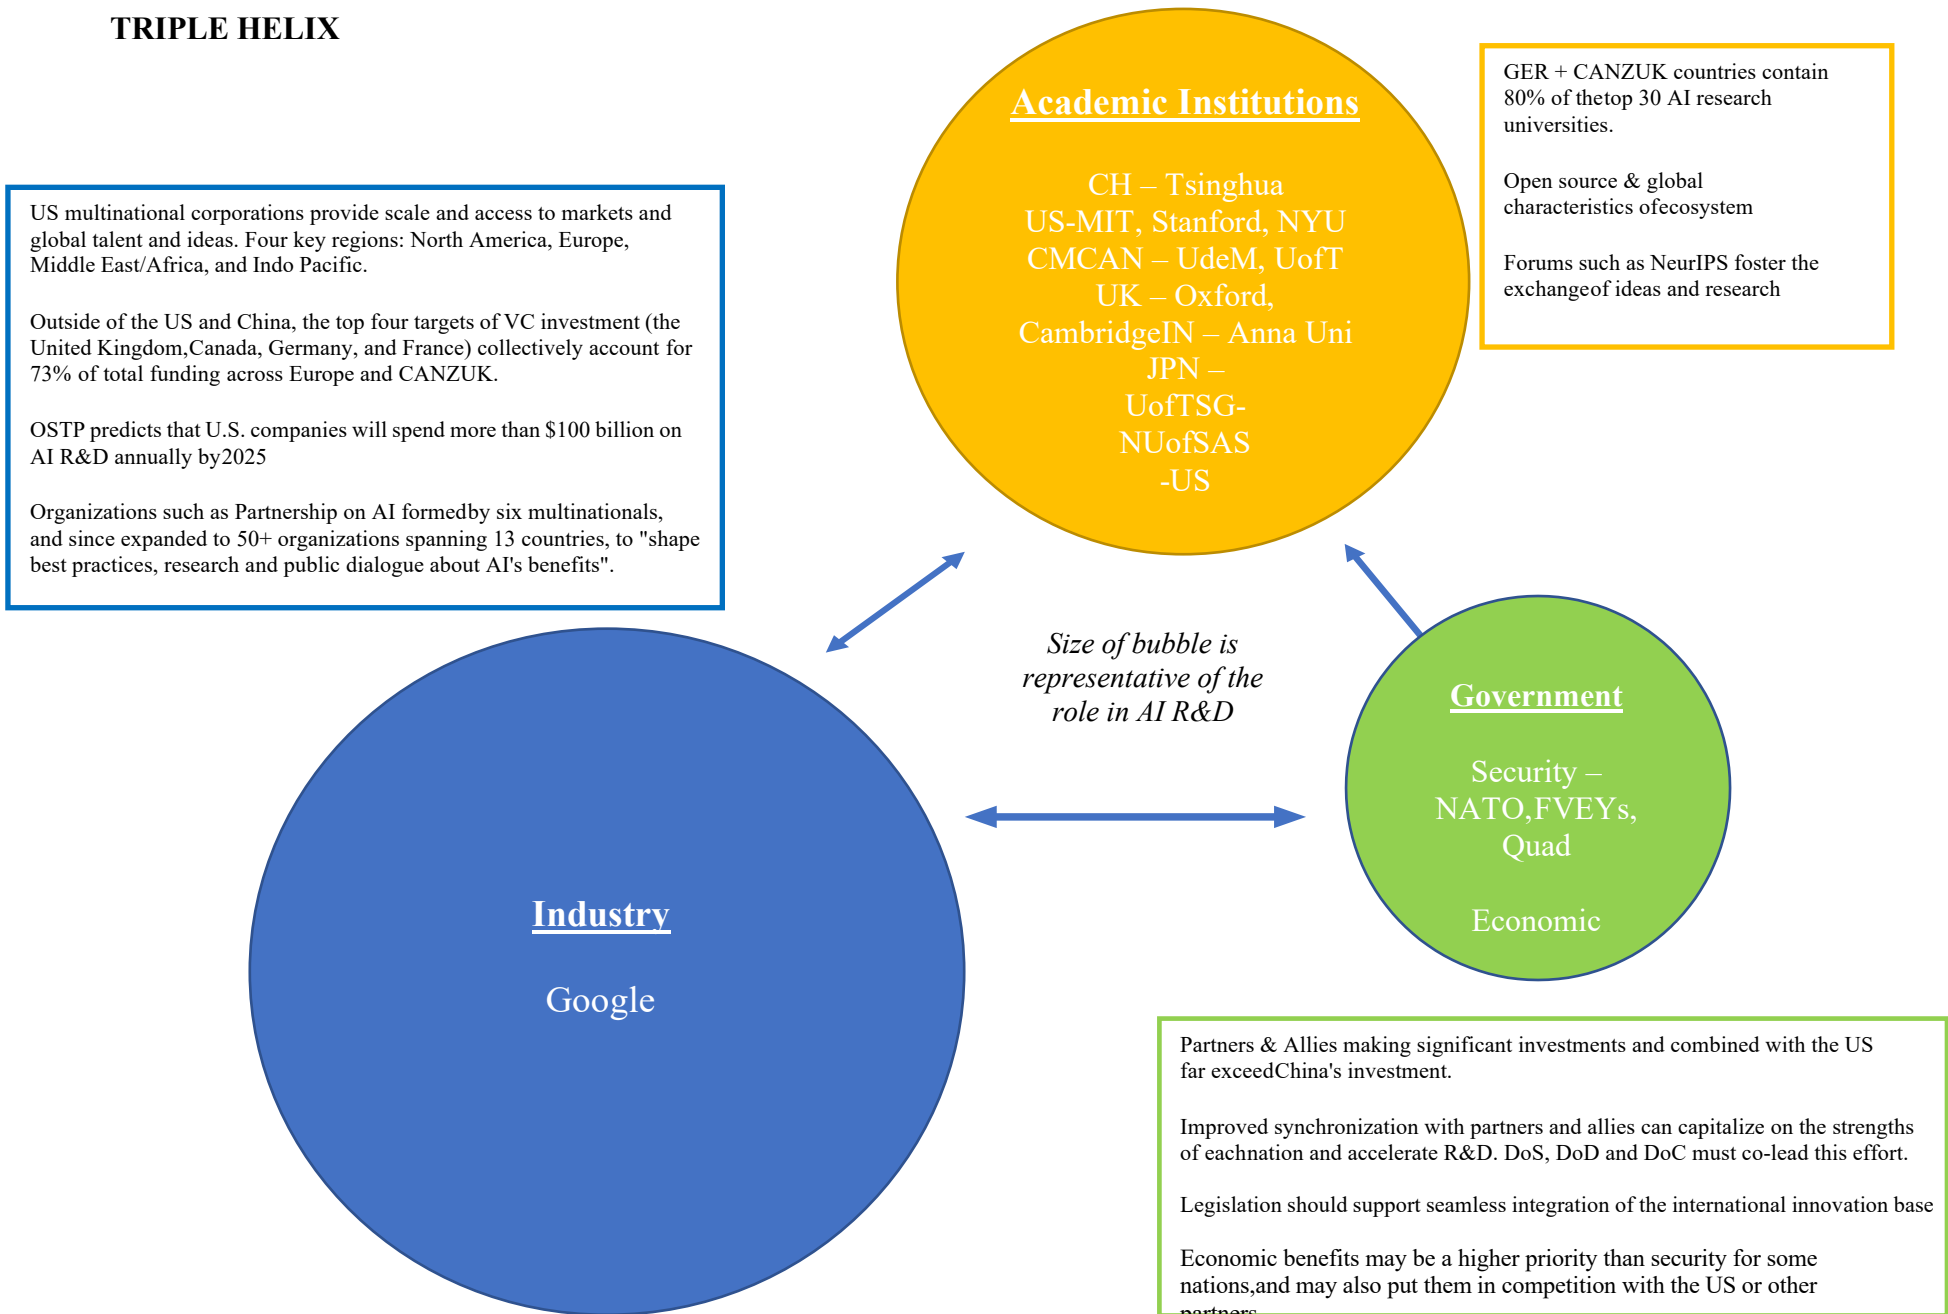 TRIPLE HELIX
Academic Institutions
CH – Tsinghua
US-MIT, Stanford, NYU
CMCAN – UdeM, UofT
UK – Oxford,
CambridgeIN – Anna Uni
JPN –
UofTSG-
NUofSAS
-US
GER + CANZUK countries contain
80% of thetop 30 AI research
universities.
Open source & global
characteristics ofecosystem
Forums such as NeurIPS foster the
exchangeof ideas and research
US multinational corporations provide scale and access to markets and
global talent and ideas. Four key regions: North America, Europe,
Middle East/Africa, and Indo Pacific.
Outside of the US and China, the top four targets of VC investment (the
United Kingdom,Canada, Germany, and France) collectively account for
73% of total funding across Europe and CANZUK.
OSTP predicts that U.S. companies will spend more than $100 billion on
AI R&D annually by2025
Organizations such as Partnership on AI formedby six multinationals,
and since expanded to 50+ organizations spanning 13 countries, to "shape
best practices, research and public dialogue about AI's benefits".
Size of bubble is
representative of the
role in AI R&D
Government
Security –
NATO,FVEYs,
Quad
Economic
Industry
Google
Partners & Allies making significant investments and combined with the US
far exceedChina's investment.
Improved synchronization with partners and allies can capitalize on the strengths
of eachnation and accelerate R&D. DoS, DoD and DoC must co-lead this effort.
Legislation should support seamless integration of the international innovation base
Economic benefits may be a higher priority than security for some
nations,and may also put them in competition with the US or other
partners